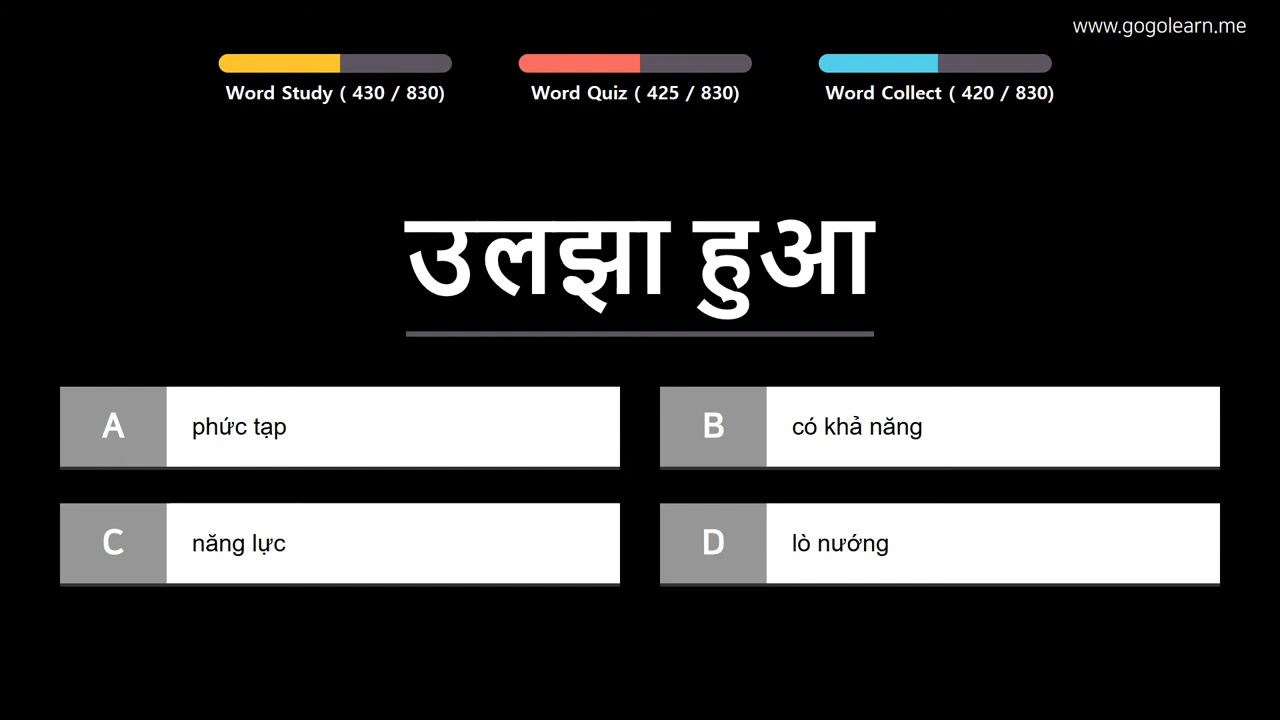 www.gogolearn.me
Word Study ( 430 / 830)
Word Quiz ( 425 / 830)
Word Collect ( 420 / 830)
उलझा हुआ
A
phức tạp
B
có khả năng
C
năng lực
D
lò nướng